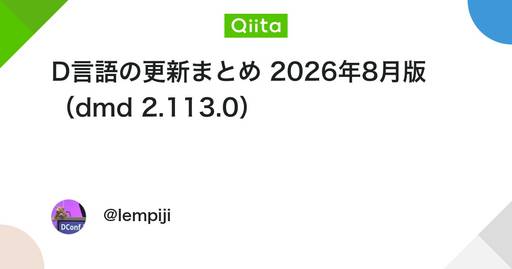 Qiita
D言語の更新まとめ 2026年8月版
（dmd 2.113.0）
DConf
@lempiji